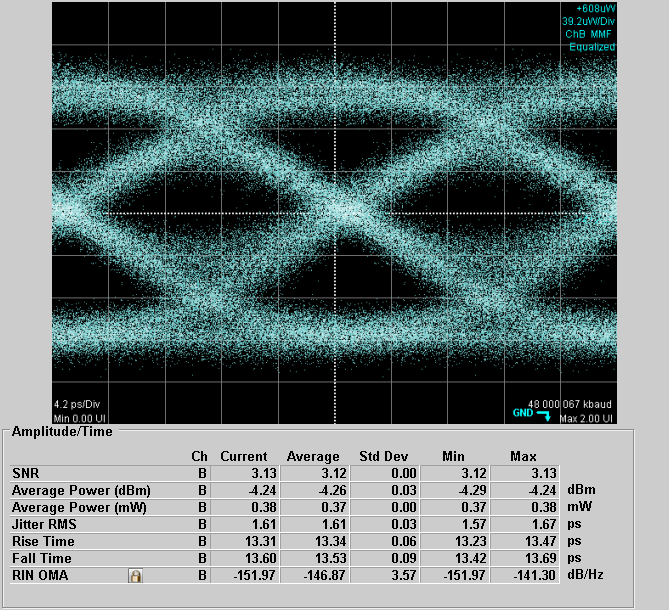 +608uW
39.2uW/Div
ChB MMF
Equalized
4.2 ps/Div
48 000 067 kbaud
Min 0.00 UI
GND
Max 2.00 UI
Amplitude/Time
Ch Current Average Std Dev Min Max
SNR B 3.13 3.12 0.00 3.12 3.13
Average Power (dBm) B -4.24 -4.26 0.03 -4.29 -4.24 dBm
Average Power (mW) B 0.38 0.37 0.00 0.37 0.38 mW
Jitter RMS B 1.61 1.61 0.03 1.57 1.67 ps
Rise Time B 13.31 13.34 0.06 13.23 13.47 ps
Fall Time B 13.60 13.53 0.09 13.42 13.69 ps
RIN OMA B -151.97 -146.87 3.57 -151.97 -141.30 dB/Hz